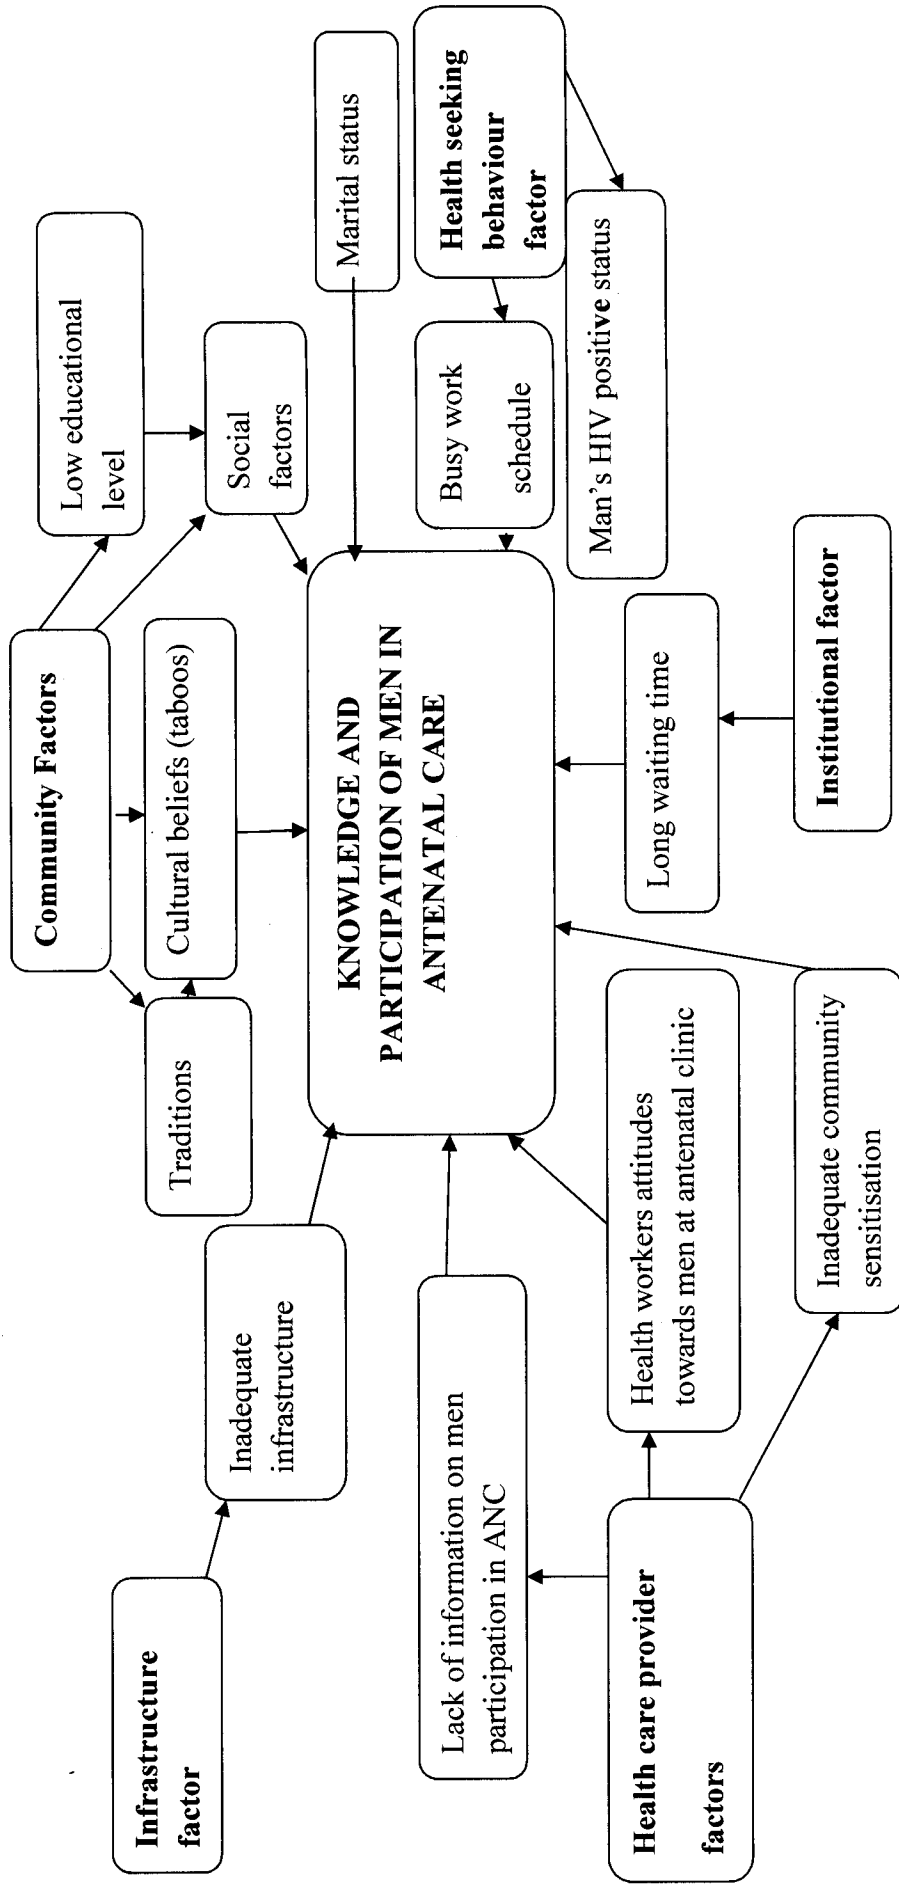 Community Factors
Low educational
level
Traditions
Cultural beliefs (taboos)
Social
factors
Infrastructure
factor
Inadequate
infrastructure
Marital status
KNOWLEDGE AND
PARTICIPATION OF MEN IN
ANTENATAL CARE
Lack of information on men
participation in ANC
Busy work
schedule
Health seeking
behaviour
factor
Health care provider
factors
Health workers attitudes
towards men at antenatal clinic
Long waiting time
Man's HIV positive status
Inadequate community
sensitisation
Institutional factor